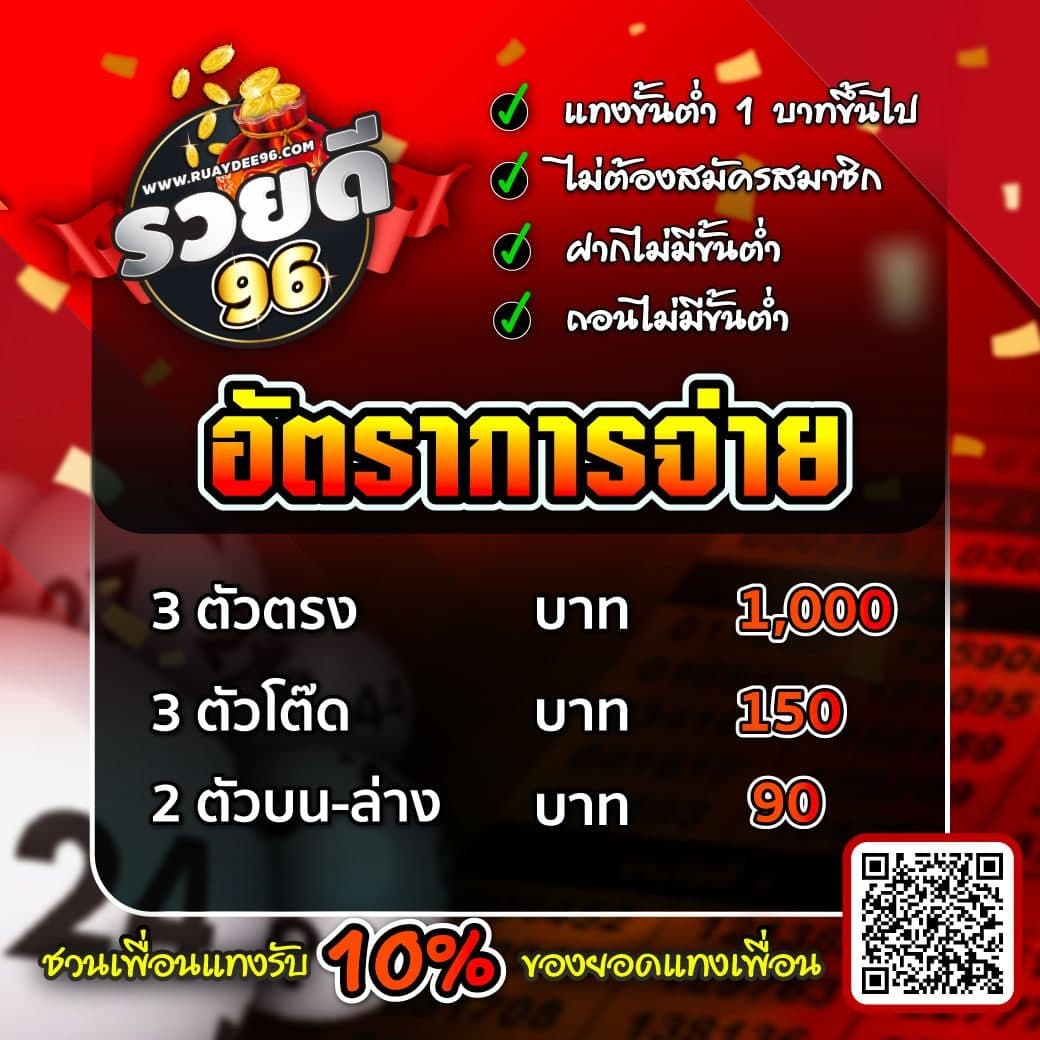 WWW.RUAYDEE96.COM
รวยดี
96
แทงขั้นต่ำ 1 บาทขึ้นไป
ไม่ต้องสมัครสมาชิก
ฝากไม่มีขั้นต่ำ
ถอนไม่มีขั้นต่ำ
อัตราการจ่าย
3 ตัวตรง บาท 1,000
3 ตัวโต๊ด บาท 150
2 ตัวบน-ล่าง บาท 90
24
ชวนเพื่อนแทงรับ 10% ของยอดแทงเพื่อน